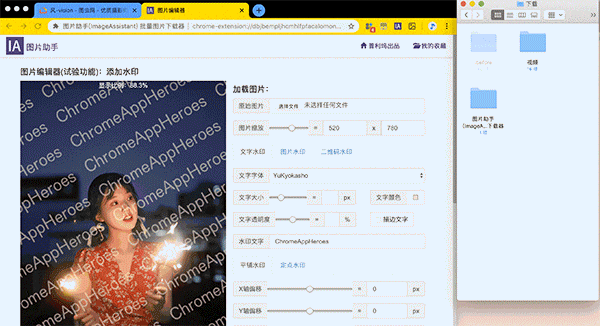 风-vision - 图虫网 - 优质摄影
图片编辑器
图片助手(ImageAssistant) 批量图片下载器 | chrome-extension://dbjbempljhcmhlfpfacalomon...
IA 图片助手
普利玛出品
我的收藏
图片编辑器(试验功能)：添加水印
显示比例：88.3%
ChromeAppHeroes
加载图片：
原始图片 选择文件 未选择任何文件
图片缩放 = 520 x 780
文字水印 图片水印 二维码水印
文字字体 YuKyokasho
文字大小 = px 文字颜色
文字透明度 = % 描边文字
水印文字 ChromeAppHeroes
平铺水印 定点水印
X轴偏移 = 0 px
Y轴偏移 = 0 px
下载
视频
图片助手
(ImageA...下载器